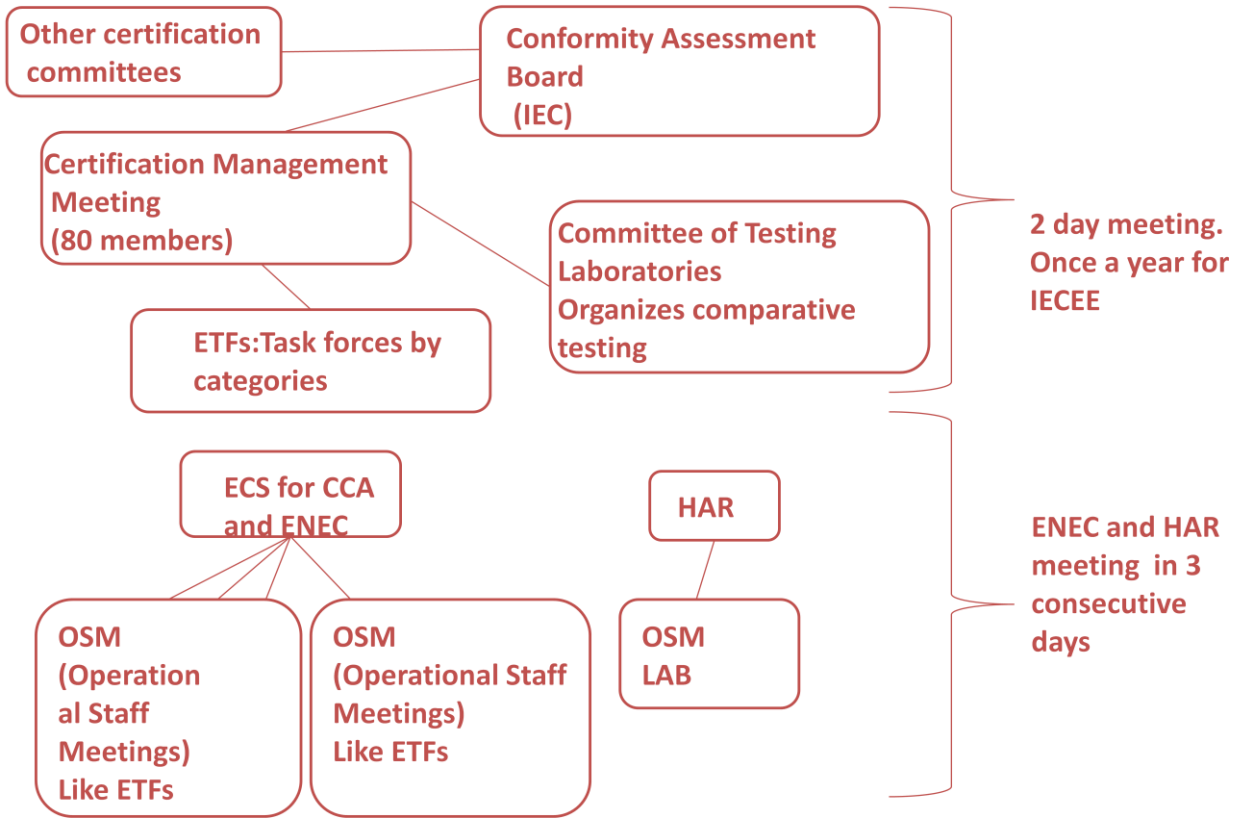 Other certification
committees
Conformity Assessment
Board
(IEC)
Certification Management
Meeting
(80 members)
Committee of Testing
Laboratories
Organizes comparative
testing
ETFs:Task forces by
categories
2 day meeting.
Once a year for
IECEE
ECS for CCA
and ENEC
HAR
OSM
(Operation
al Staff
Meetings)
Like ETFs
OSM
(Operational Staff
Meetings)
Like ETFs
OSM
LAB
ENEC and HAR
meeting  in 3
consecutive
days